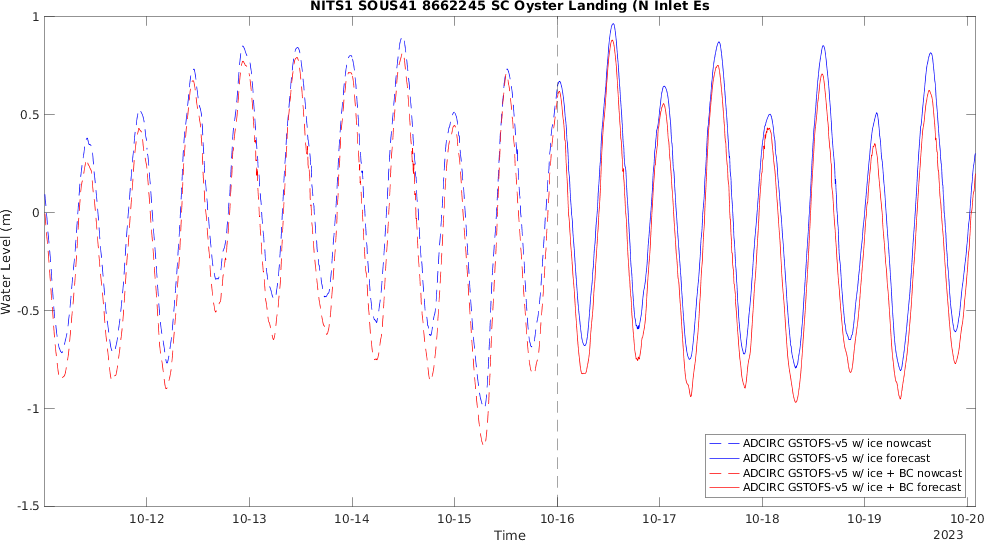 NITS1 SOUS41 8662245 SC Oyster Landing (N Inlet Es
Water Level (m)
1
0.5
0
-0.5
-1
-1.5
ADCIRC GSTOFS-v5 w/ ice nowcast
ADCIRC GSTOFS-v5 w/ ice forecast
ADCIRC GSTOFS-v5 w/ ice + BC nowcast
ADCIRC GSTOFS-v5 w/ ice + BC forecast
10-12 10-13 10-14 10-15 10-16 10-17 10-18 10-19 10-20
Time
2023